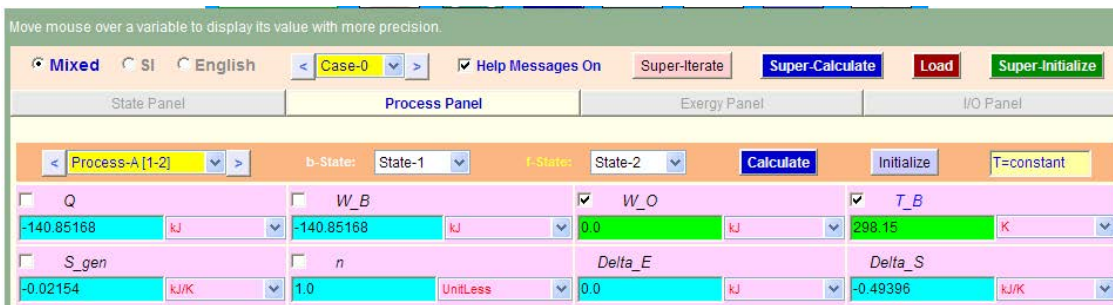 Move mouse over a variable to display its value with more precision.
Mixed SI English < Case-0 > Help Messages On Super-Iterate Super-Calculate Load Super-Initialize
State Panel Process Panel Exergy Panel I/O Panel
< Process-A [1-2] > b-State: State-1 f-State: State-2 Calculate Initialize T=constant
Q W_B W_O T_B
-140.85168 kJ -140.85168 kJ 0.0 kJ 298.15 K
S_gen n Delta_E Delta_S
-0.02154 kJ/K 1.0 UnitLess 0.0 kJ -0.49396 kJ/K